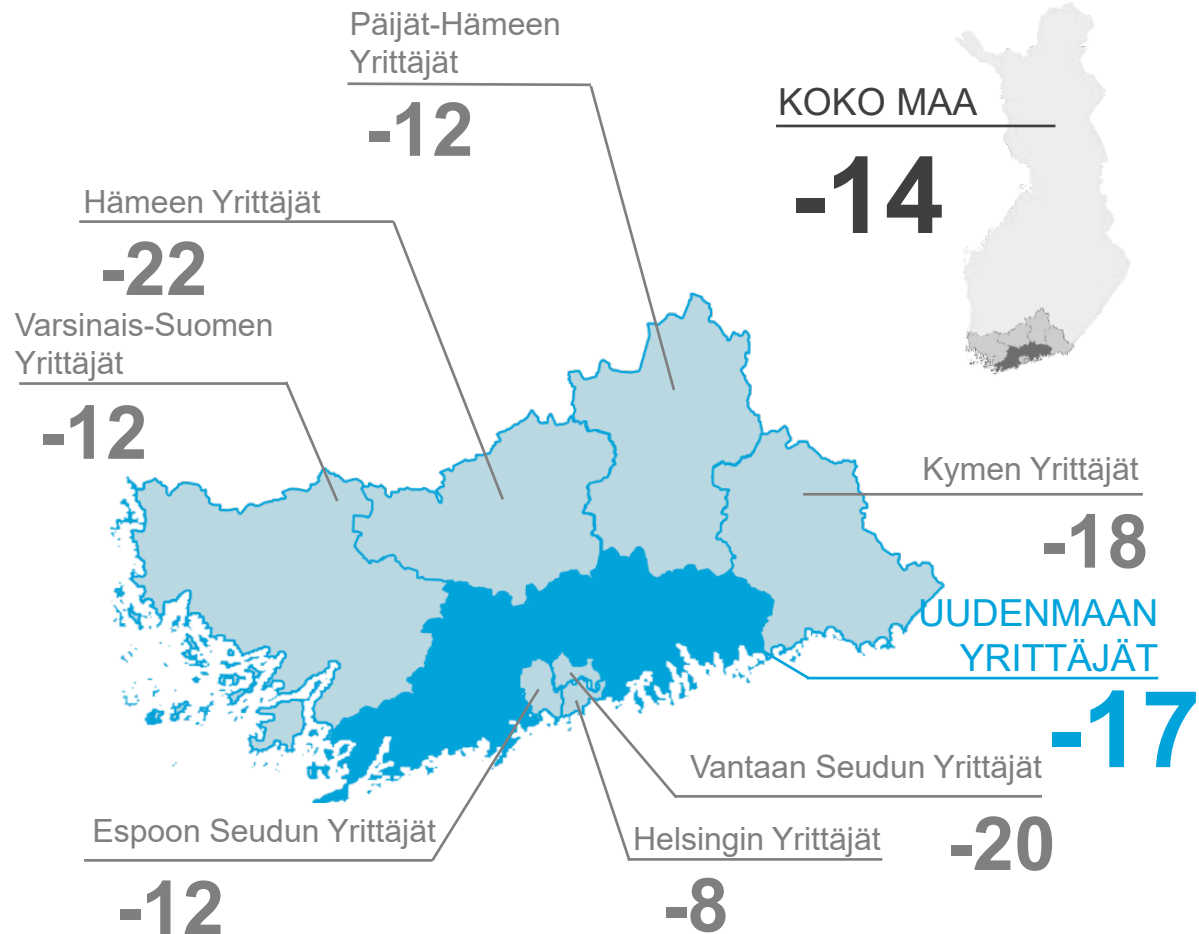 Päijät-Hämeen
Yrittäjät
-12
KOKO MAA
-14
Hämeen Yrittäjät
-22
Varsinais-Suomen
Yrittäjät
-12
Kymen Yrittäjät
-18
UUDENMAAN
YRITTÄJÄT
-17
Vantaan Seudun Yrittäjät
-20
Espoon Seudun Yrittäjät
-12
Helsingin Yrittäjät
-8